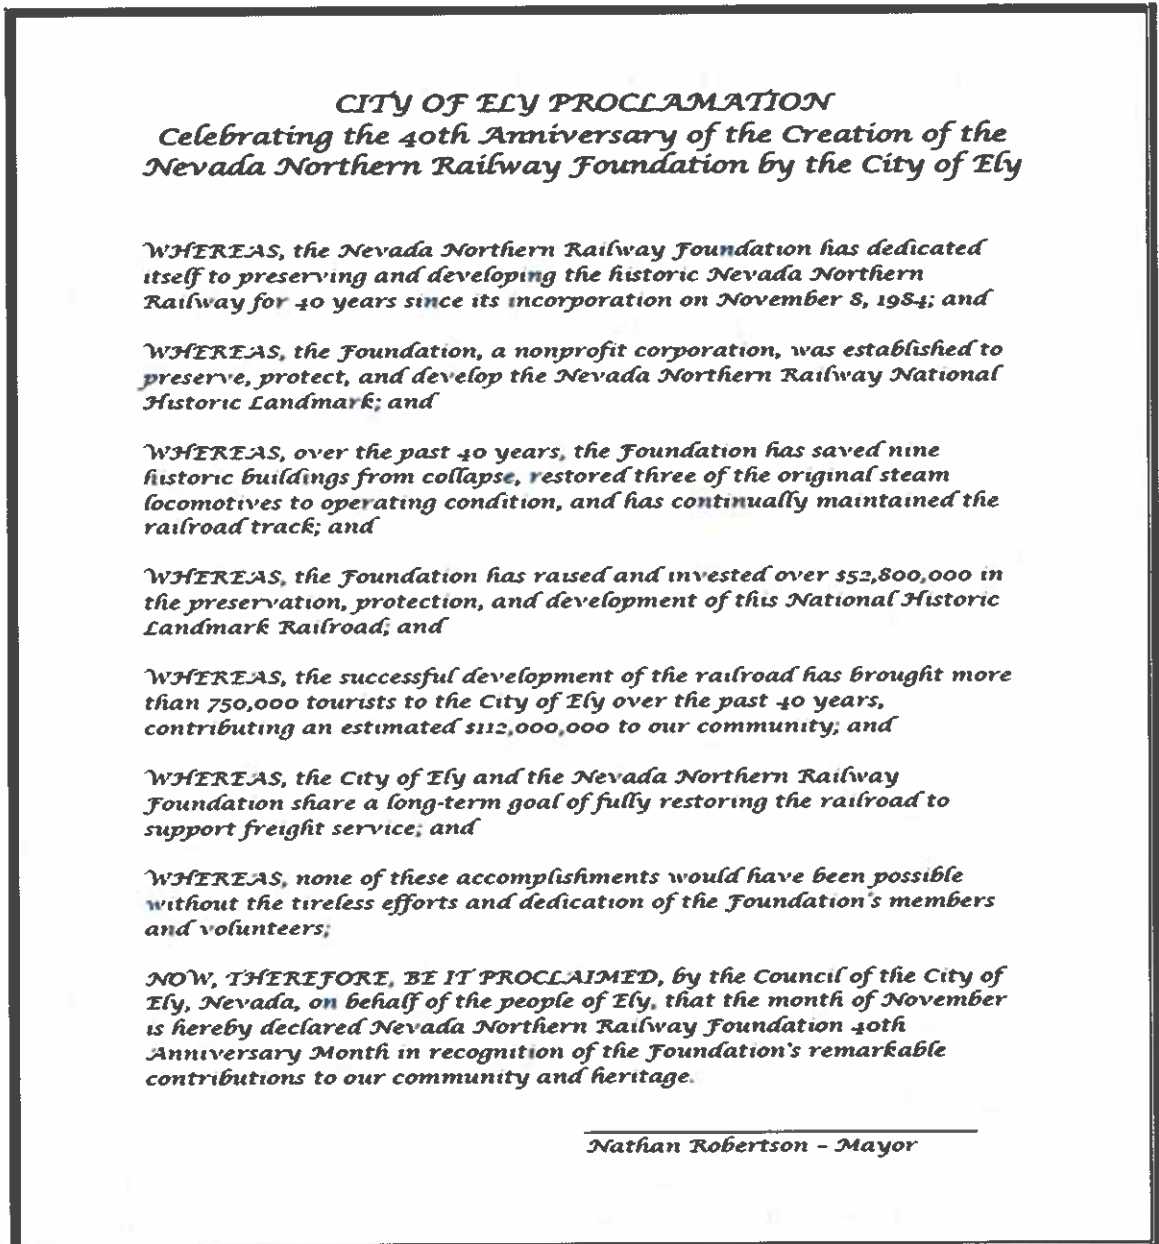 CITY OF ELY PROCLAMATION
Celebrating the 40th Anniversary of the Creation of the
Nevada Northern Railway Foundation by the City of Ely
WHEREAS, the Nevada Northern Railway Foundation has dedicated
itself to preserving and developing the historic Nevada Northern
Railway for 40 years since its incorporation on November 8, 1984; and
WHEREAS, the Foundation, a nonprofit corporation, was established to
preserve, protect, and develop the Nevada Northern Railway National
Historic Landmark; and
WHEREAS, over the past 40 years, the Foundation has saved nine
historic buildings from collapse, restored three of the original steam
locomotives to operating condition, and has continually maintained the
railroad track; and
WHEREAS, the Foundation has raised and invested over $52,800,000 in
the preservation, protection, and development of this National Historic
Landmark Railroad; and
WHEREAS, the successful development of the railroad has brought more
than 750,000 tourists to the City of Ely over the past 40 years,
contributing an estimated $112,000,000 to our community; and
WHEREAS, the City of Ely and the Nevada Northern Railway
Foundation share a long-term goal of fully restoring the railroad to
support freight service; and
WHEREAS, none of these accomplishments would have been possible
without the tireless efforts and dedication of the Foundation's members
and volunteers;
NOW, THEREFORE, BE IT PROCLAIMED, by the Council of the City of
Ely, Nevada, on behalf of the people of Ely, that the month of November
is hereby declared Nevada Northern Railway Foundation 40th
Anniversary Month in recognition of the Foundation's remarkable
contributions to our community and heritage.
Nathan Robertson – Mayor